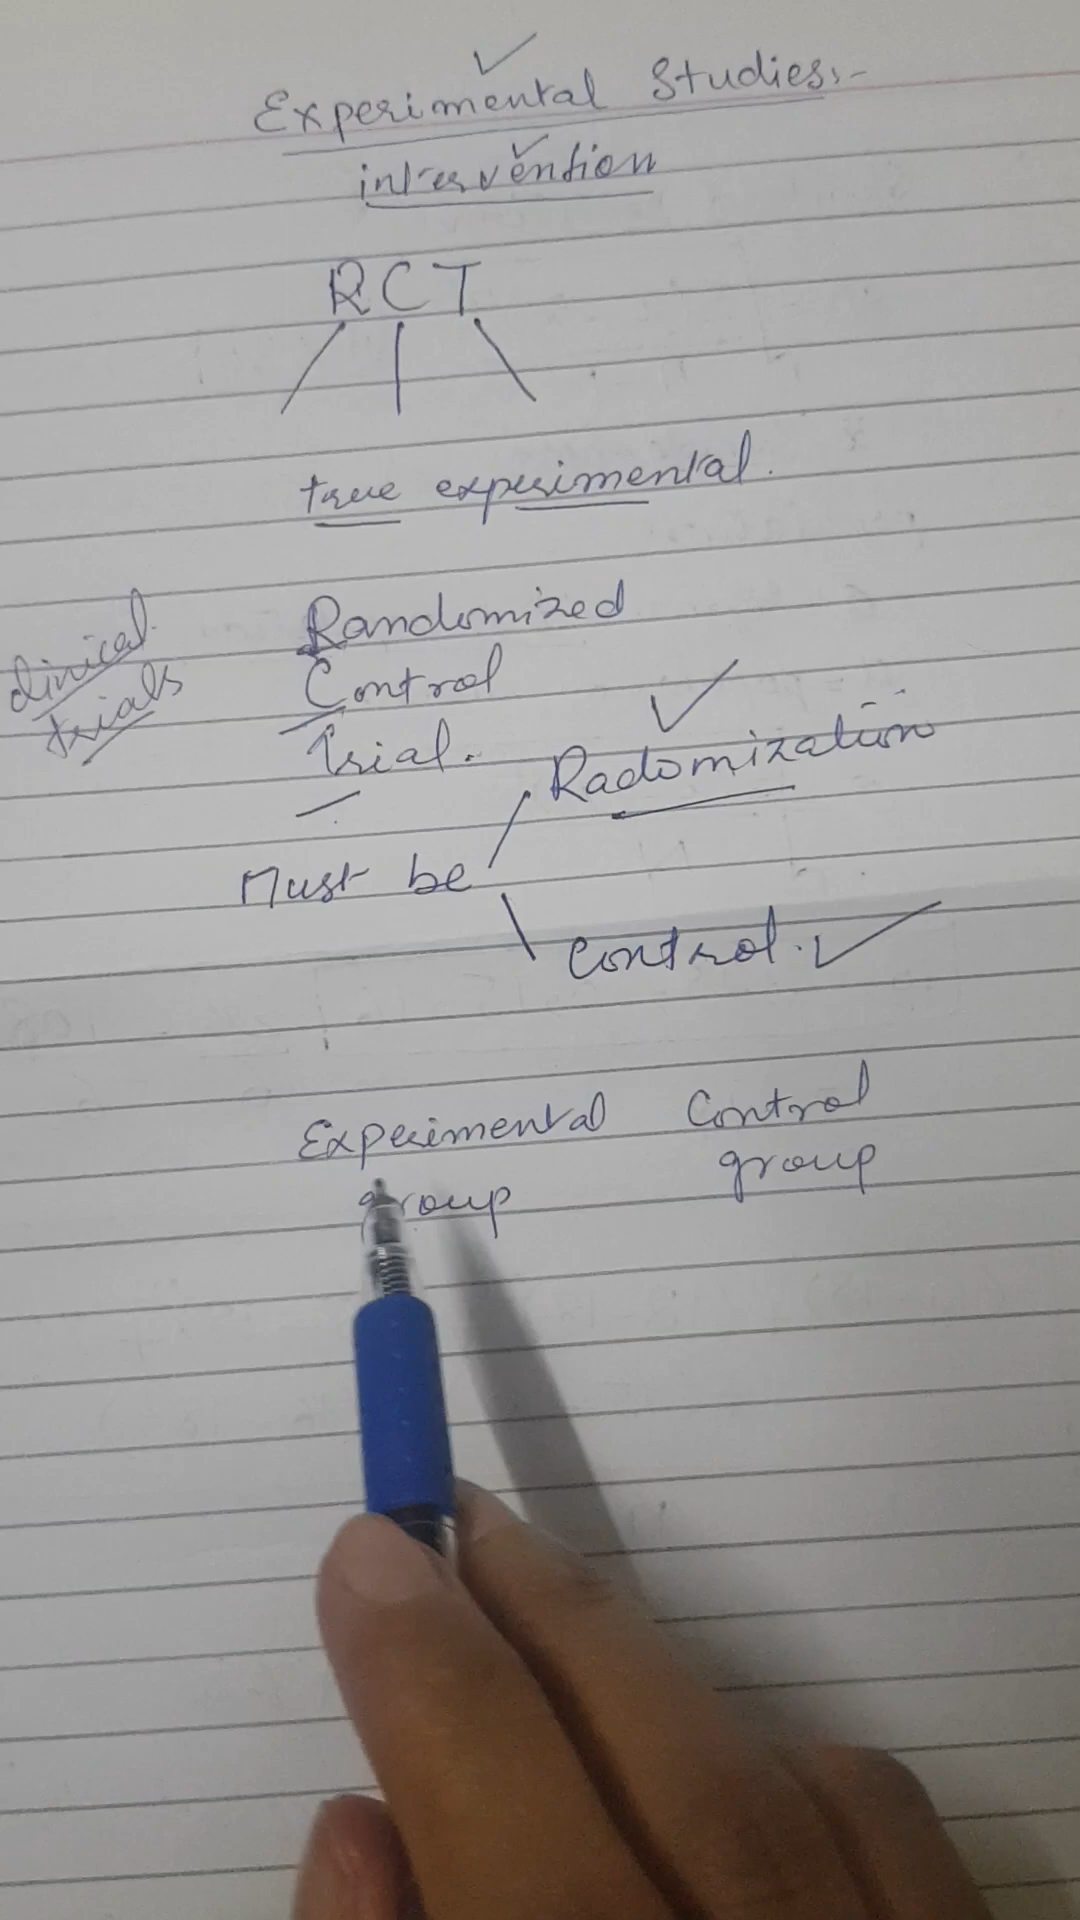 Experimental Studies:-
intervention
RCT
true experimental.
clinical
trials
Randomized
Control
Trial.
Must be
Radomization
Control.
Experimental
group
Control
group